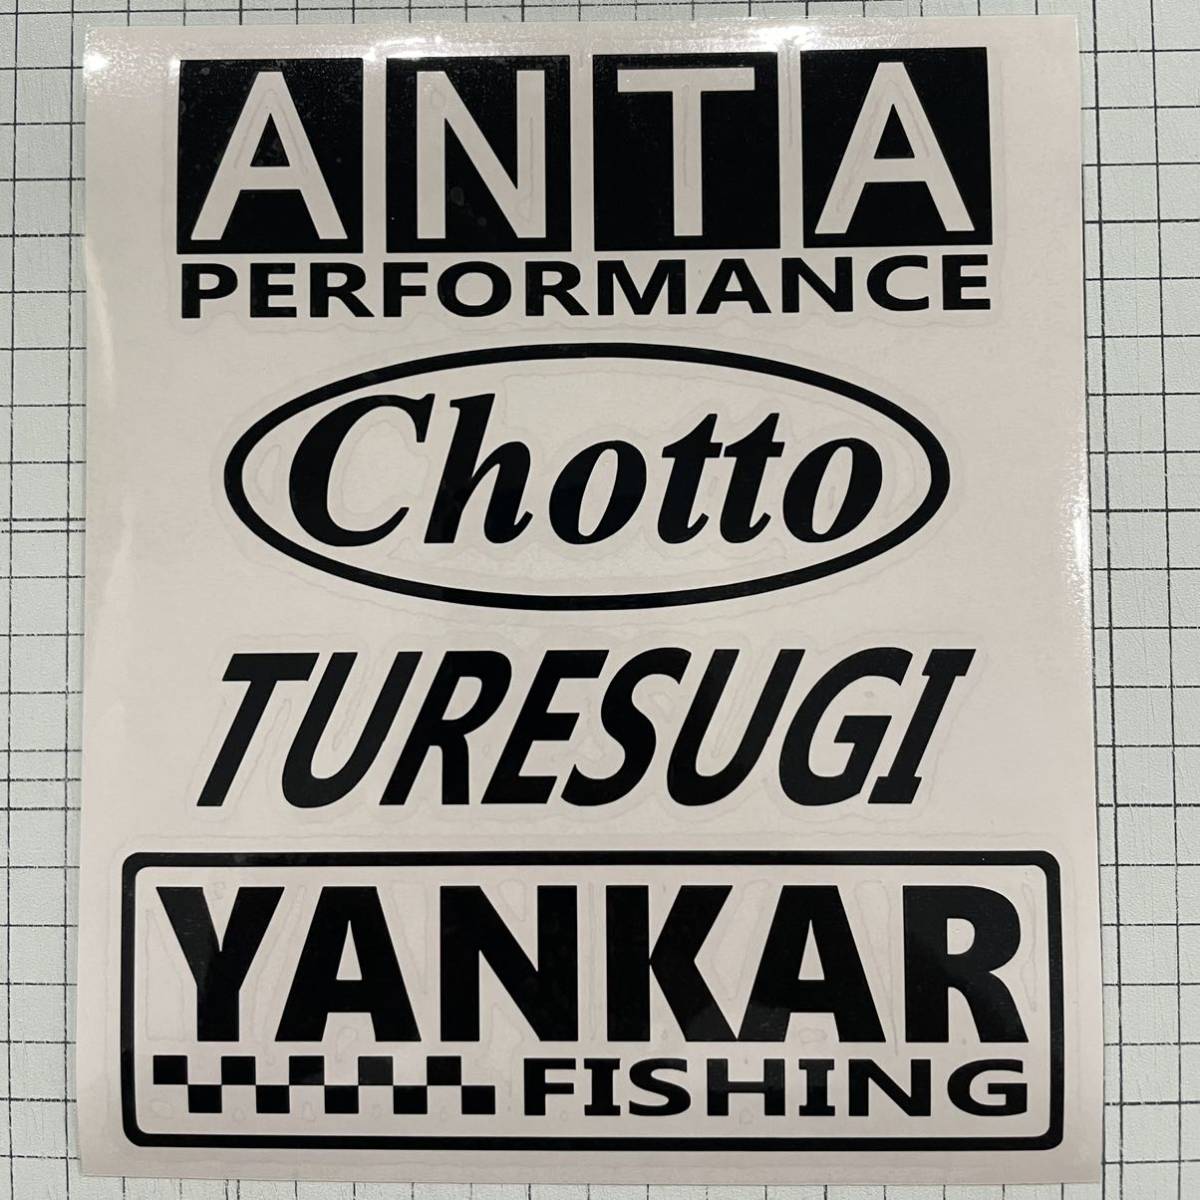 ANTA
PERFORMANCE
Chotto
TURESUGI
YANKAR
FISHING